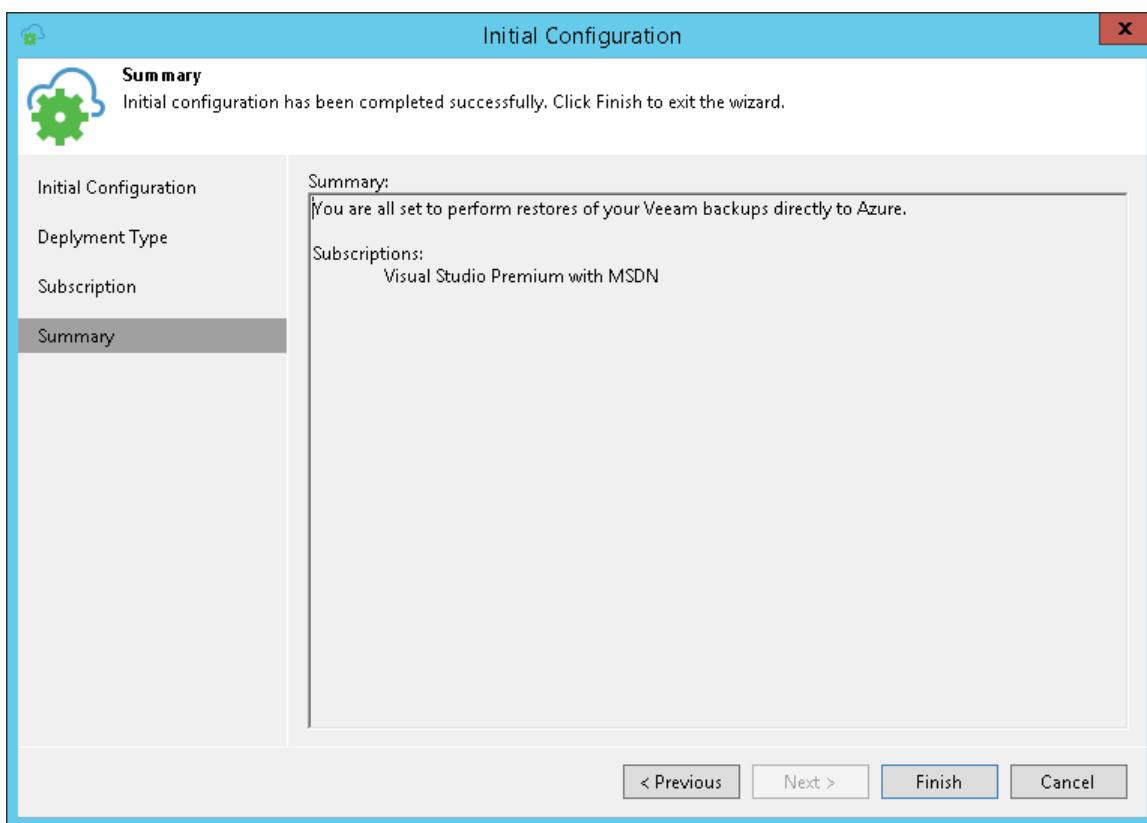 Initial Configuration
x
Summary
Initial configuration has been completed successfully. Click Finish to exit the wizard.
Initial Configuration
Deplyment Type
Subscription
Summary
Summary:
You are all set to perform restores of your Veeam backups directly to Azure.
Subscriptions:
Visual Studio Premium with MSDN
< Previous
Next >
Finish
Cancel